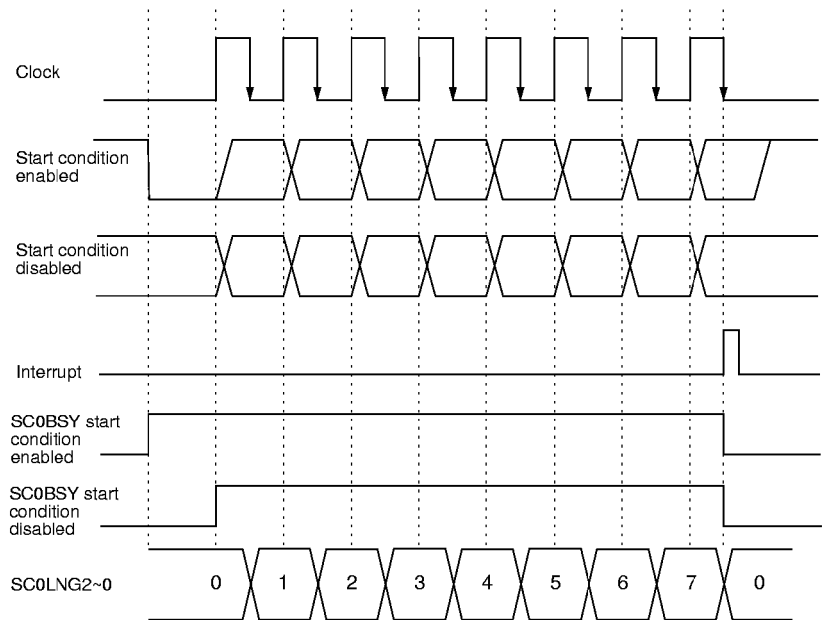 Clock
Start condition
enabled
Start condition
disabled
Interrupt
SC0BSY start
condition
enabled
SC0BSY start
condition
disabled
SC0LNG2~0 0 1 2 3 4 5 6 7 0